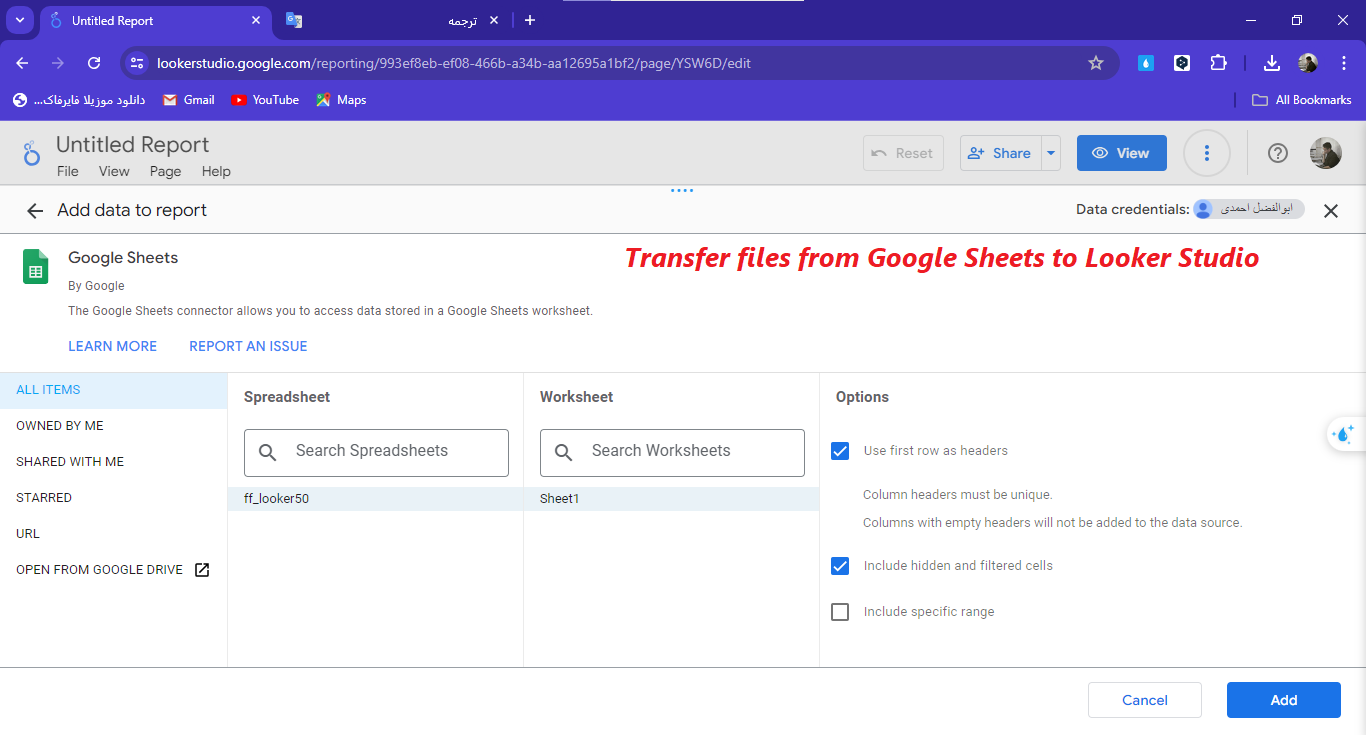 Untitled Report
ترجمه
lookerstudio.google.com/reporting/993ef8eb-ef08-466b-a34b-aa12695a1bf2/page/YSW6D/edit
دانلود موزیلا فایرفاک...
Gmail
YouTube
Maps
All Bookmarks
Untitled Report
File View Page Help
Reset
Share
View
Add data to report
Data credentials: ابوالفضل احمدی
Google Sheets
Transfer files from Google Sheets to Looker Studio
By Google
The Google Sheets connector allows you to access data stored in a Google Sheets worksheet.
LEARN MORE
REPORT AN ISSUE
ALL ITEMS
OWNED BY ME
SHARED WITH ME
STARRED
URL
OPEN FROM GOOGLE DRIVE
Spreadsheet
Search Spreadsheets
ff_looker50
Worksheet
Search Worksheets
Sheet1
Options
Use first row as headers
Column headers must be unique.
Columns with empty headers will not be added to the data source.
Include hidden and filtered cells
Include specific range
Cancel
Add